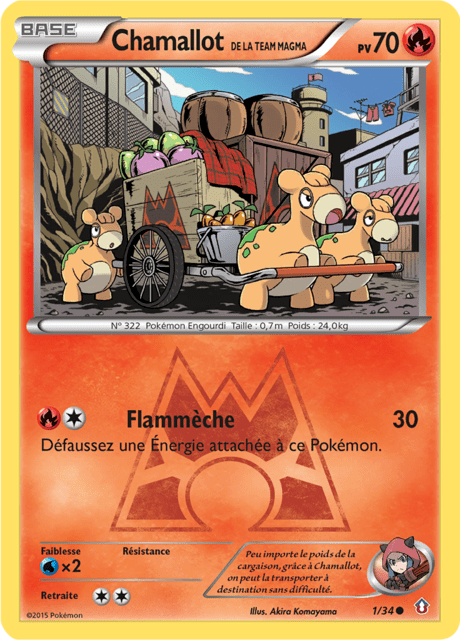 BASE
Chamallot DE LA TEAM MAGMA PV70
N° 322 Pokémon Engourdi Taille : 0,7m Poids : 24,0kg
Flammèche 30
Défaussez une Énergie attachée à ce Pokémon.
Faiblesse Résistance
×2
Retraite
Peu importe le poids de la
cargaison, grâce à Chamallot,
on peut la transporter à
destination sans difficulté.
©2015 Pokémon Illus. Akira Komayama 1/34